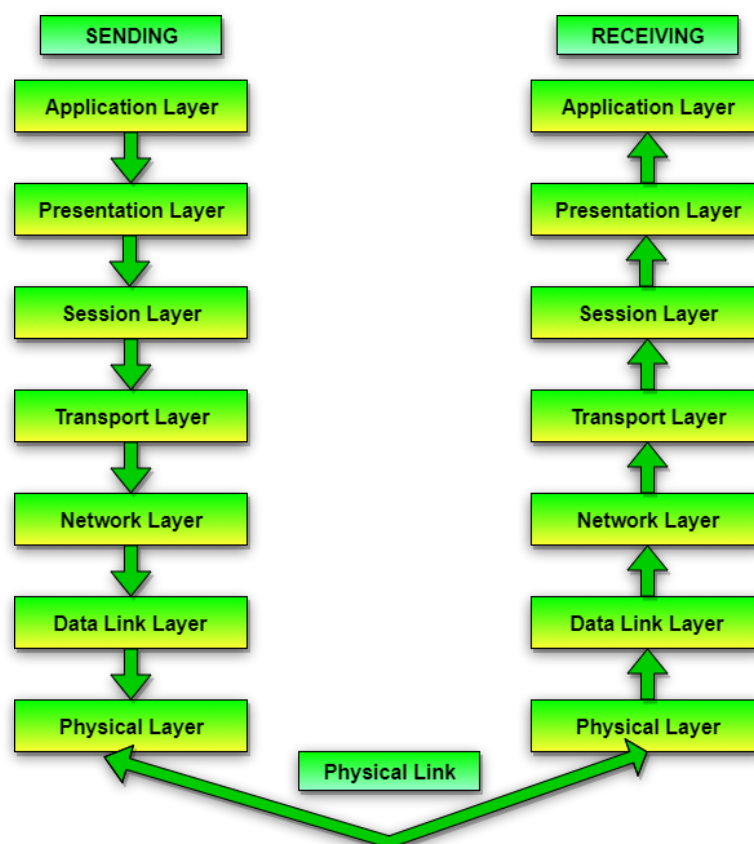 SENDING
RECEIVING
Application Layer
Application Layer
Presentation Layer
Presentation Layer
Session Layer
Session Layer
Transport Layer
Transport Layer
Network Layer
Network Layer
Data Link Layer
Data Link Layer
Physical Layer
Physical Layer
Physical Link